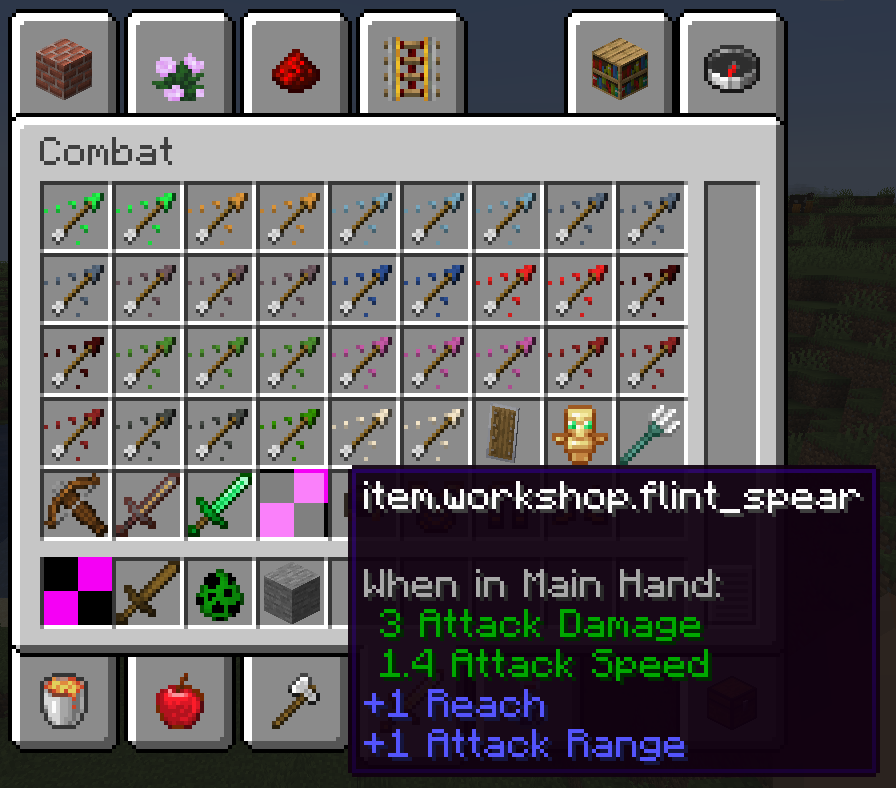 Combat
item.workshop.flint_spear
When in Main Hand:
3 Attack Damage
1.4 Attack Speed
+1 Reach
+1 Attack Range